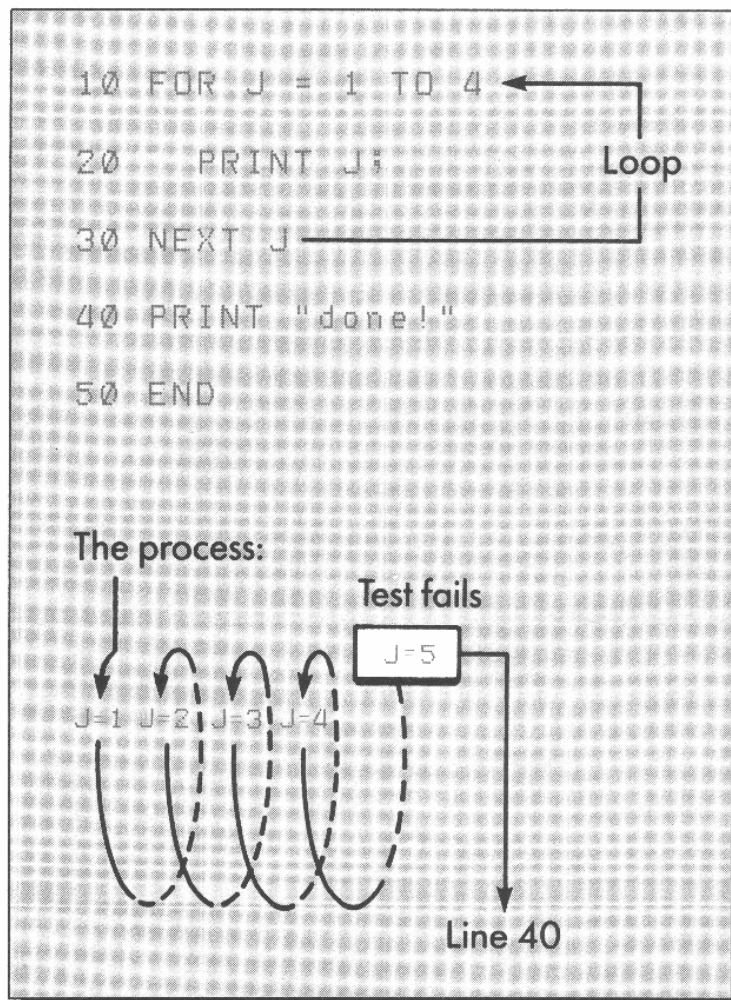 10 FOR J = 1 TO 4
20 PRINT J;
Loop
30 NEXT J
40 PRINT "done!"
50 END
The process:
Test fails
J=5
J=1 J=2 J=3 J=4
Line 40